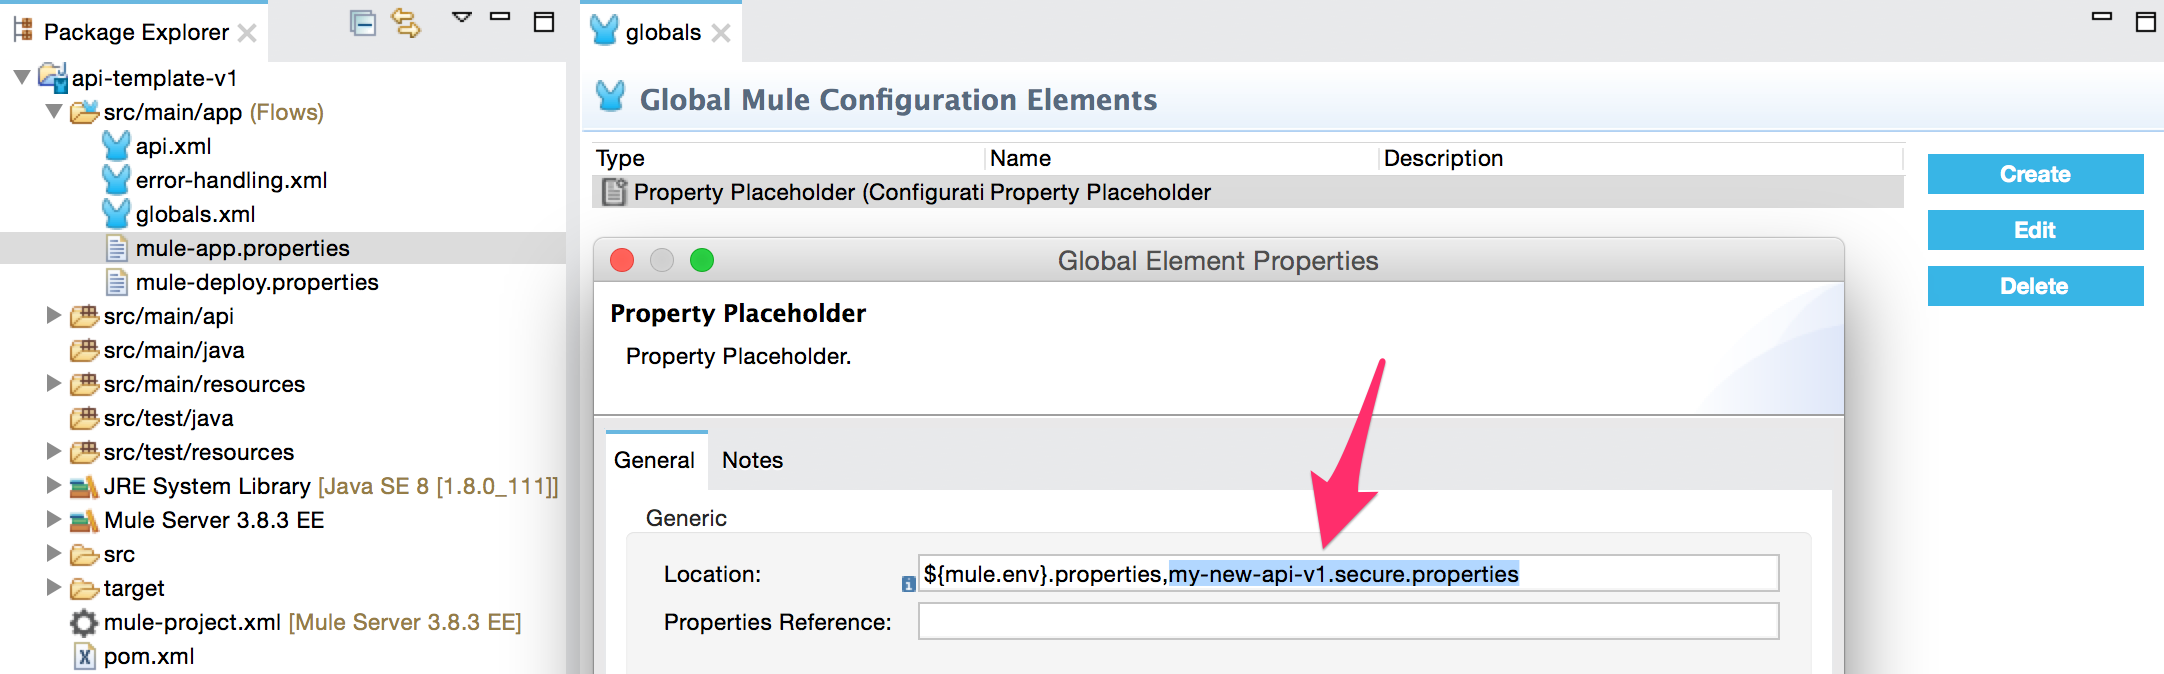 Package Explorer
api-template-v1
src/main/app (Flows)
api.xml
error-handling.xml
globals.xml
mule-app.properties
mule-deploy.properties
src/main/api
src/main/java
src/main/resources
src/test/java
src/test/resources
JRE System Library [Java SE 8 [1.8.0_111]]
Mule Server 3.8.3 EE
src
target
mule-project.xml [Mule Server 3.8.3 EE]
pom.xml
globals
Global Mule Configuration Elements
Type Name Description
Property Placeholder (Configurati Property Placeholder
Create
Edit
Delete
Global Element Properties
Property Placeholder
Property Placeholder.
General Notes
Generic
Location: ${mule.env}.properties,my-new-api-v1.secure.properties
Properties Reference: